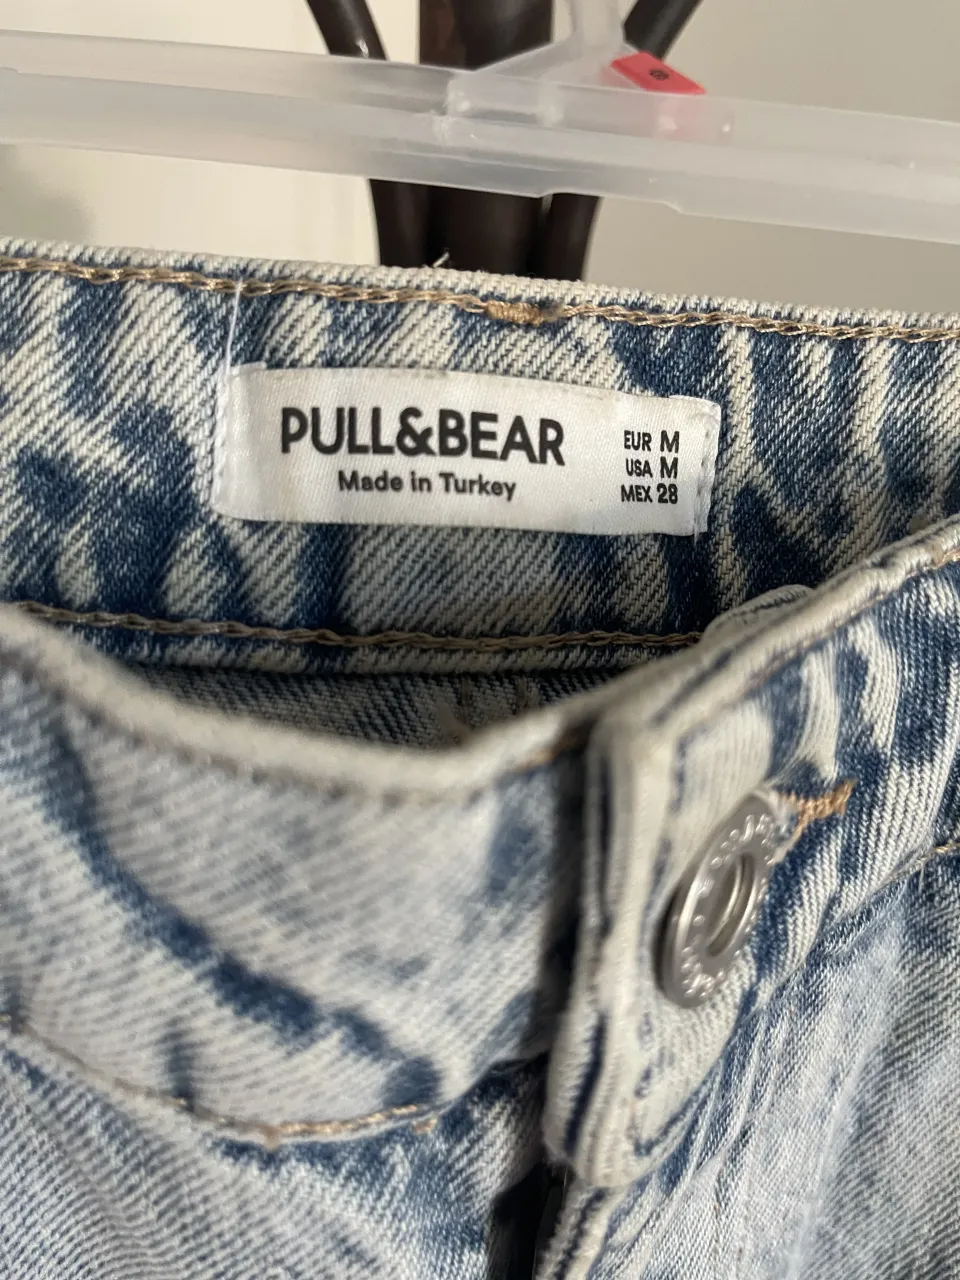 PULL&BEAR
Made in Turkey
EUR M
USA M
MEX 28